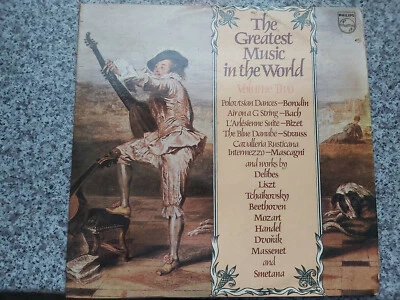 PHILIPS
The
Greatest
Music
in the World
Volume Two
Polovtsian Dances—Borodin
Air on a G String—Bach
L'Arlésienne Suite—Bizet
The Blue Danube—Strauss
Cavalleria Rusticana
Intermezzo—Mascagni
and works by
Delibes
Liszt
Tchaikovsky
Beethoven
Mozart
Handel
Dvořák
Massenet
and
Smetana